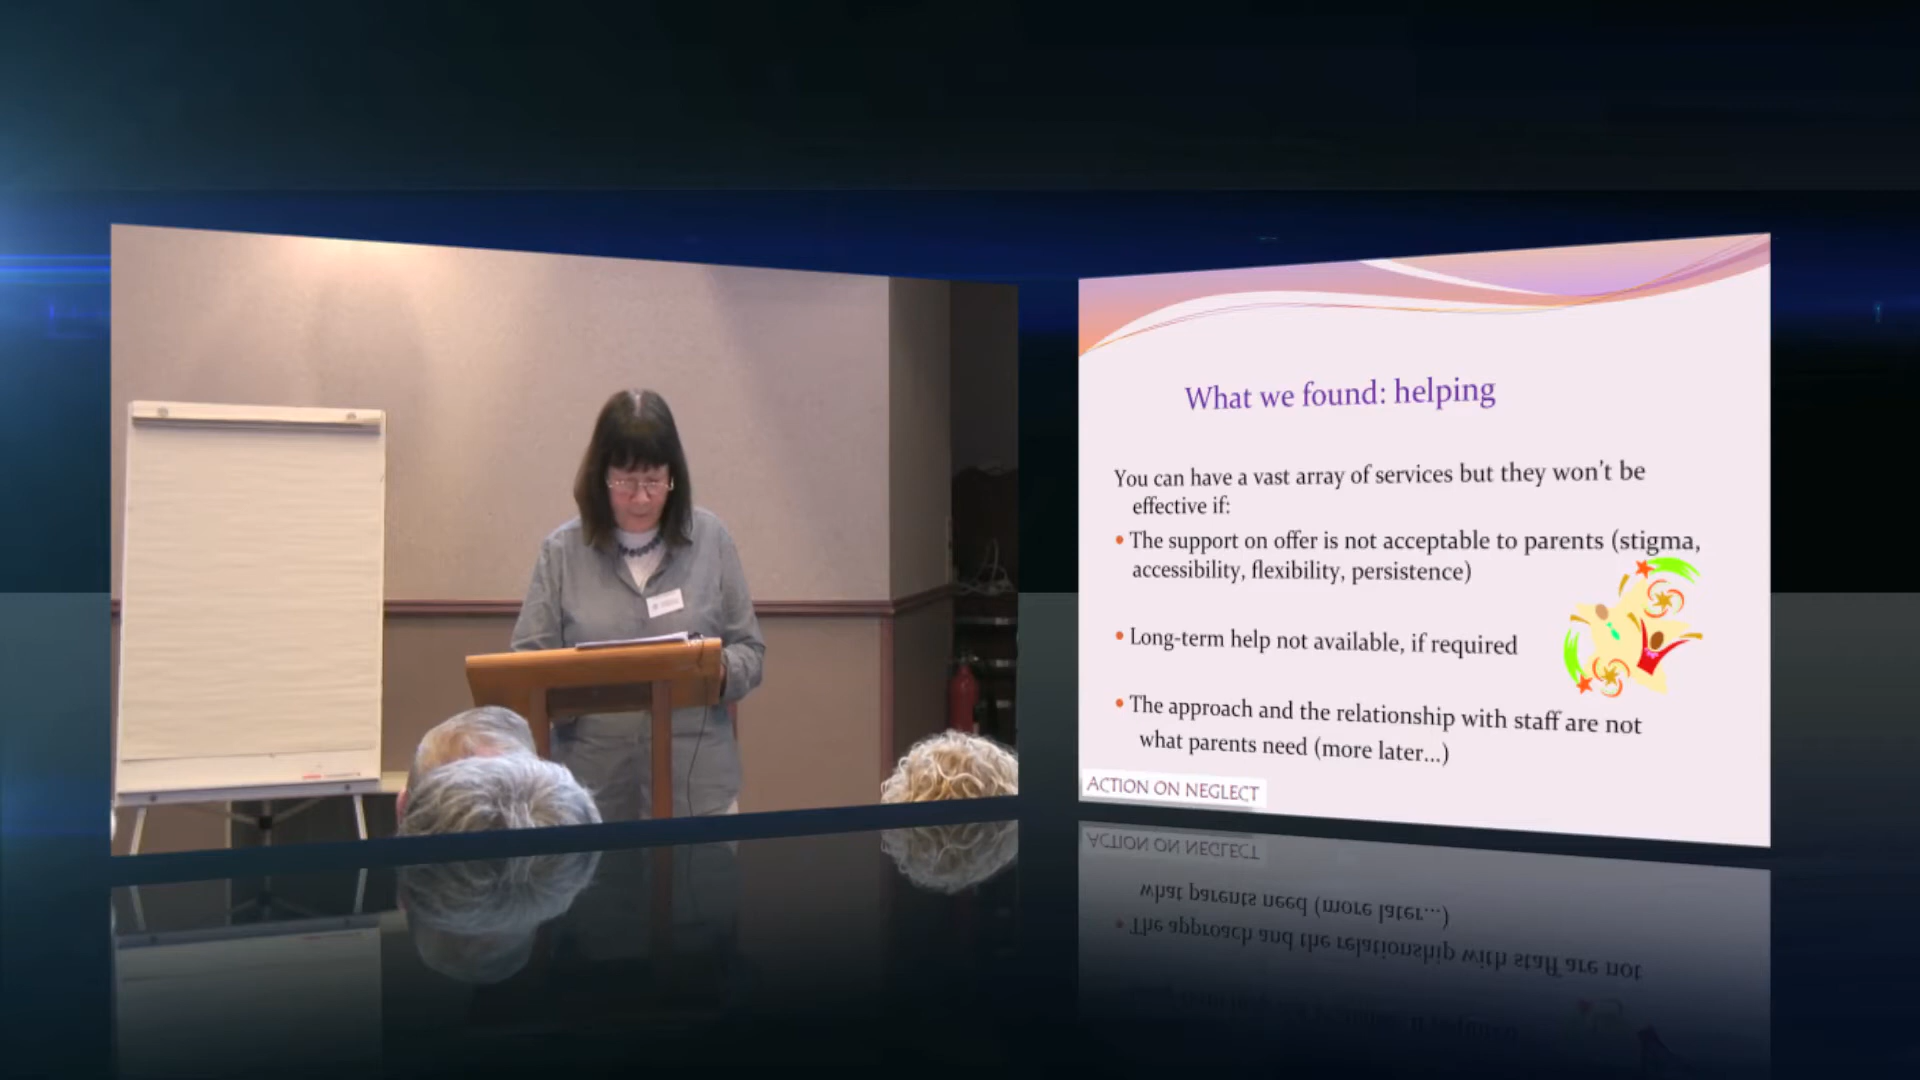 What we found: helping
You can have a vast array of services but they won't be
effective if:
• The support on offer is not acceptable to parents (stigma,
accessibility, flexibility, persistence)
• Long-term help not available, if required
• The approach and the relationship with staff are not
what parents need (more later...)
ACTION ON NEGLECT